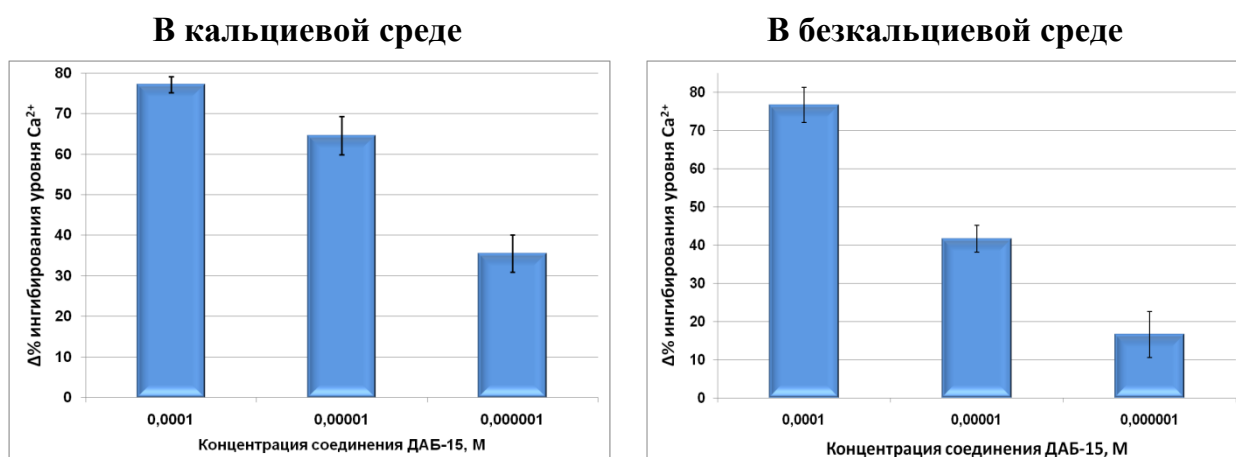 В кальциевой среде
Δ% ингибирования уровня Ca²⁺
80
70
60
50
40
30
20
10
0
0,0001 0,00001 0,000001
Концентрация соединения ДАБ-15, М
В безкальциевой среде
Δ% ингибирования уровня Ca²⁺
80
70
60
50
40
30
20
10
0
0,0001 0,00001 0,000001
Концентрация соединения ДАБ-15, М